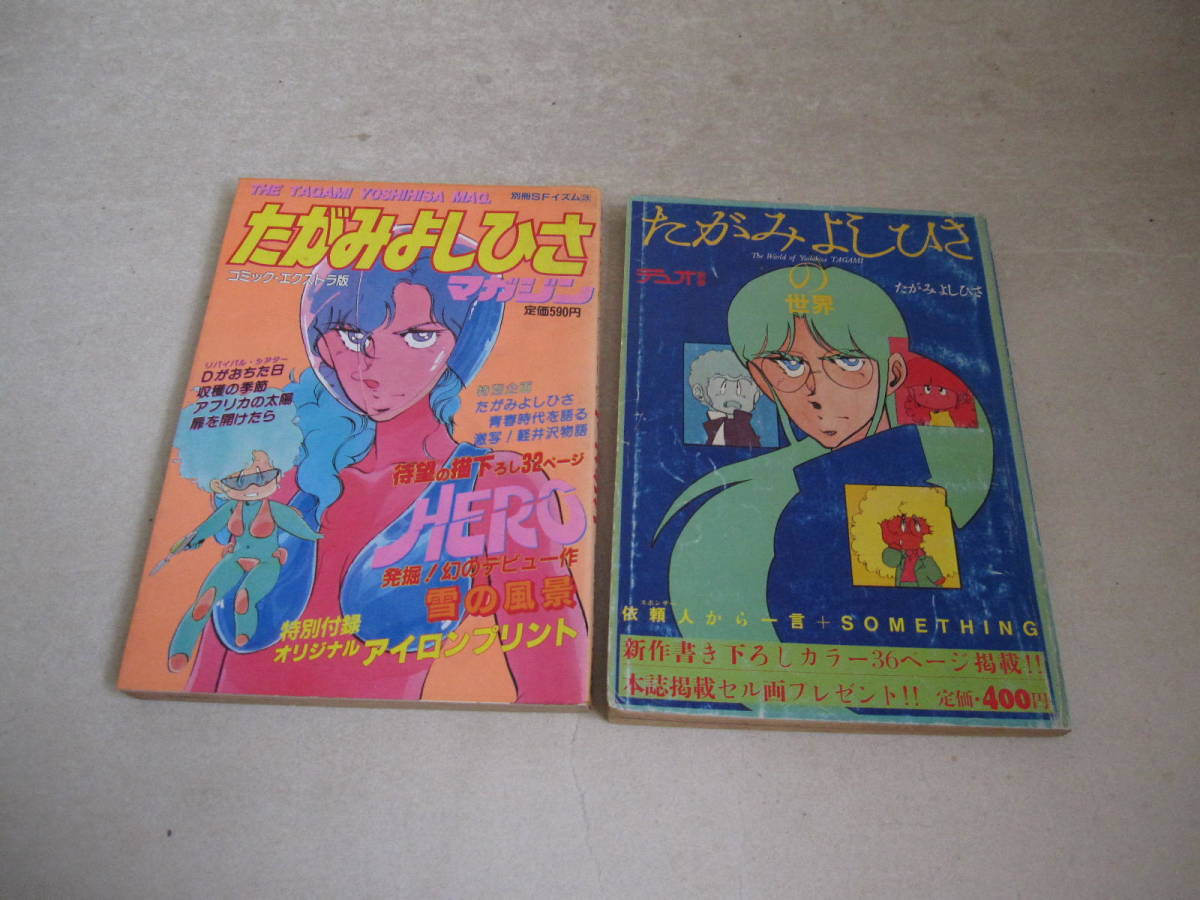 THE TAGAMI YOSHIHISA MAG.
別冊SFイズム
たがみよしひさ
コミック・エクストラ版
マガジン
定価590円
リバイバル・シアター
Dがおちた日
収穫の季節
アフリカの太陽
扉を開けたら
特別企画
たがみよしひさ
青春時代を語る
激写!軽井沢物語
待望の描下ろし32ページ
HERO
発掘!幻のデビュー作
雪の風景
特別付録
オリジナル アイロンプリント
たがみよしひさ
The World of Yoshihisa TAGAMI
デュオ
の
世界
たがみよしひさ
スポンサー
依頼人から一言+SOMETHING
新作書き下ろしカラー36ページ掲載!!
本誌掲載セル画プレゼント!! 定価・400円